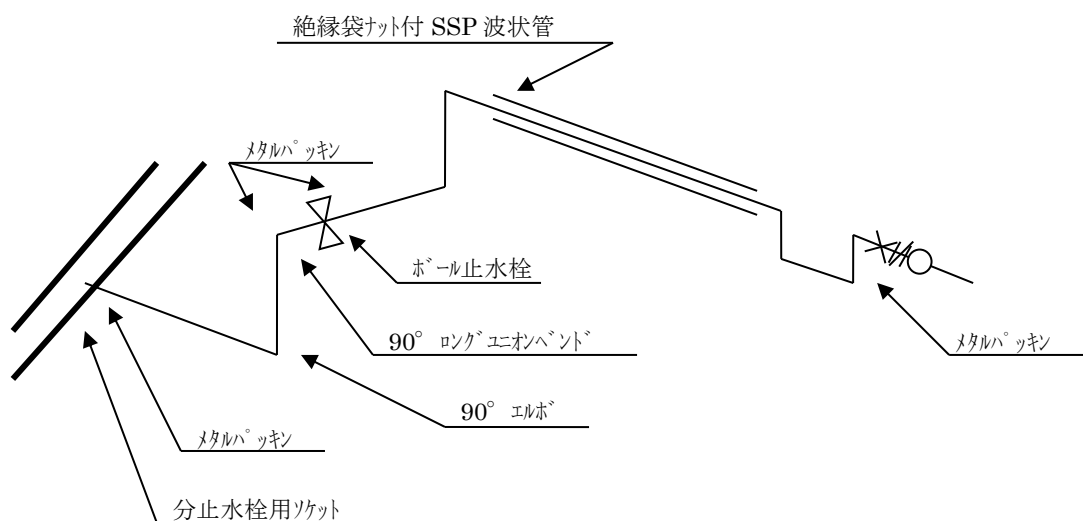 絶縁袋ﾅｯﾄ付 SSP 波状管
ﾒﾀﾙﾊﾟｯｷﾝ
ﾎﾞｰﾙ止水栓
90° ﾛﾝｸﾞﾕﾆｵﾝﾍﾞﾝﾄﾞ
ﾒﾀﾙﾊﾟｯｷﾝ
90° ｴﾙﾎﾞ
ﾒﾀﾙﾊﾟｯｷﾝ
分止水栓用ｿｹｯﾄ